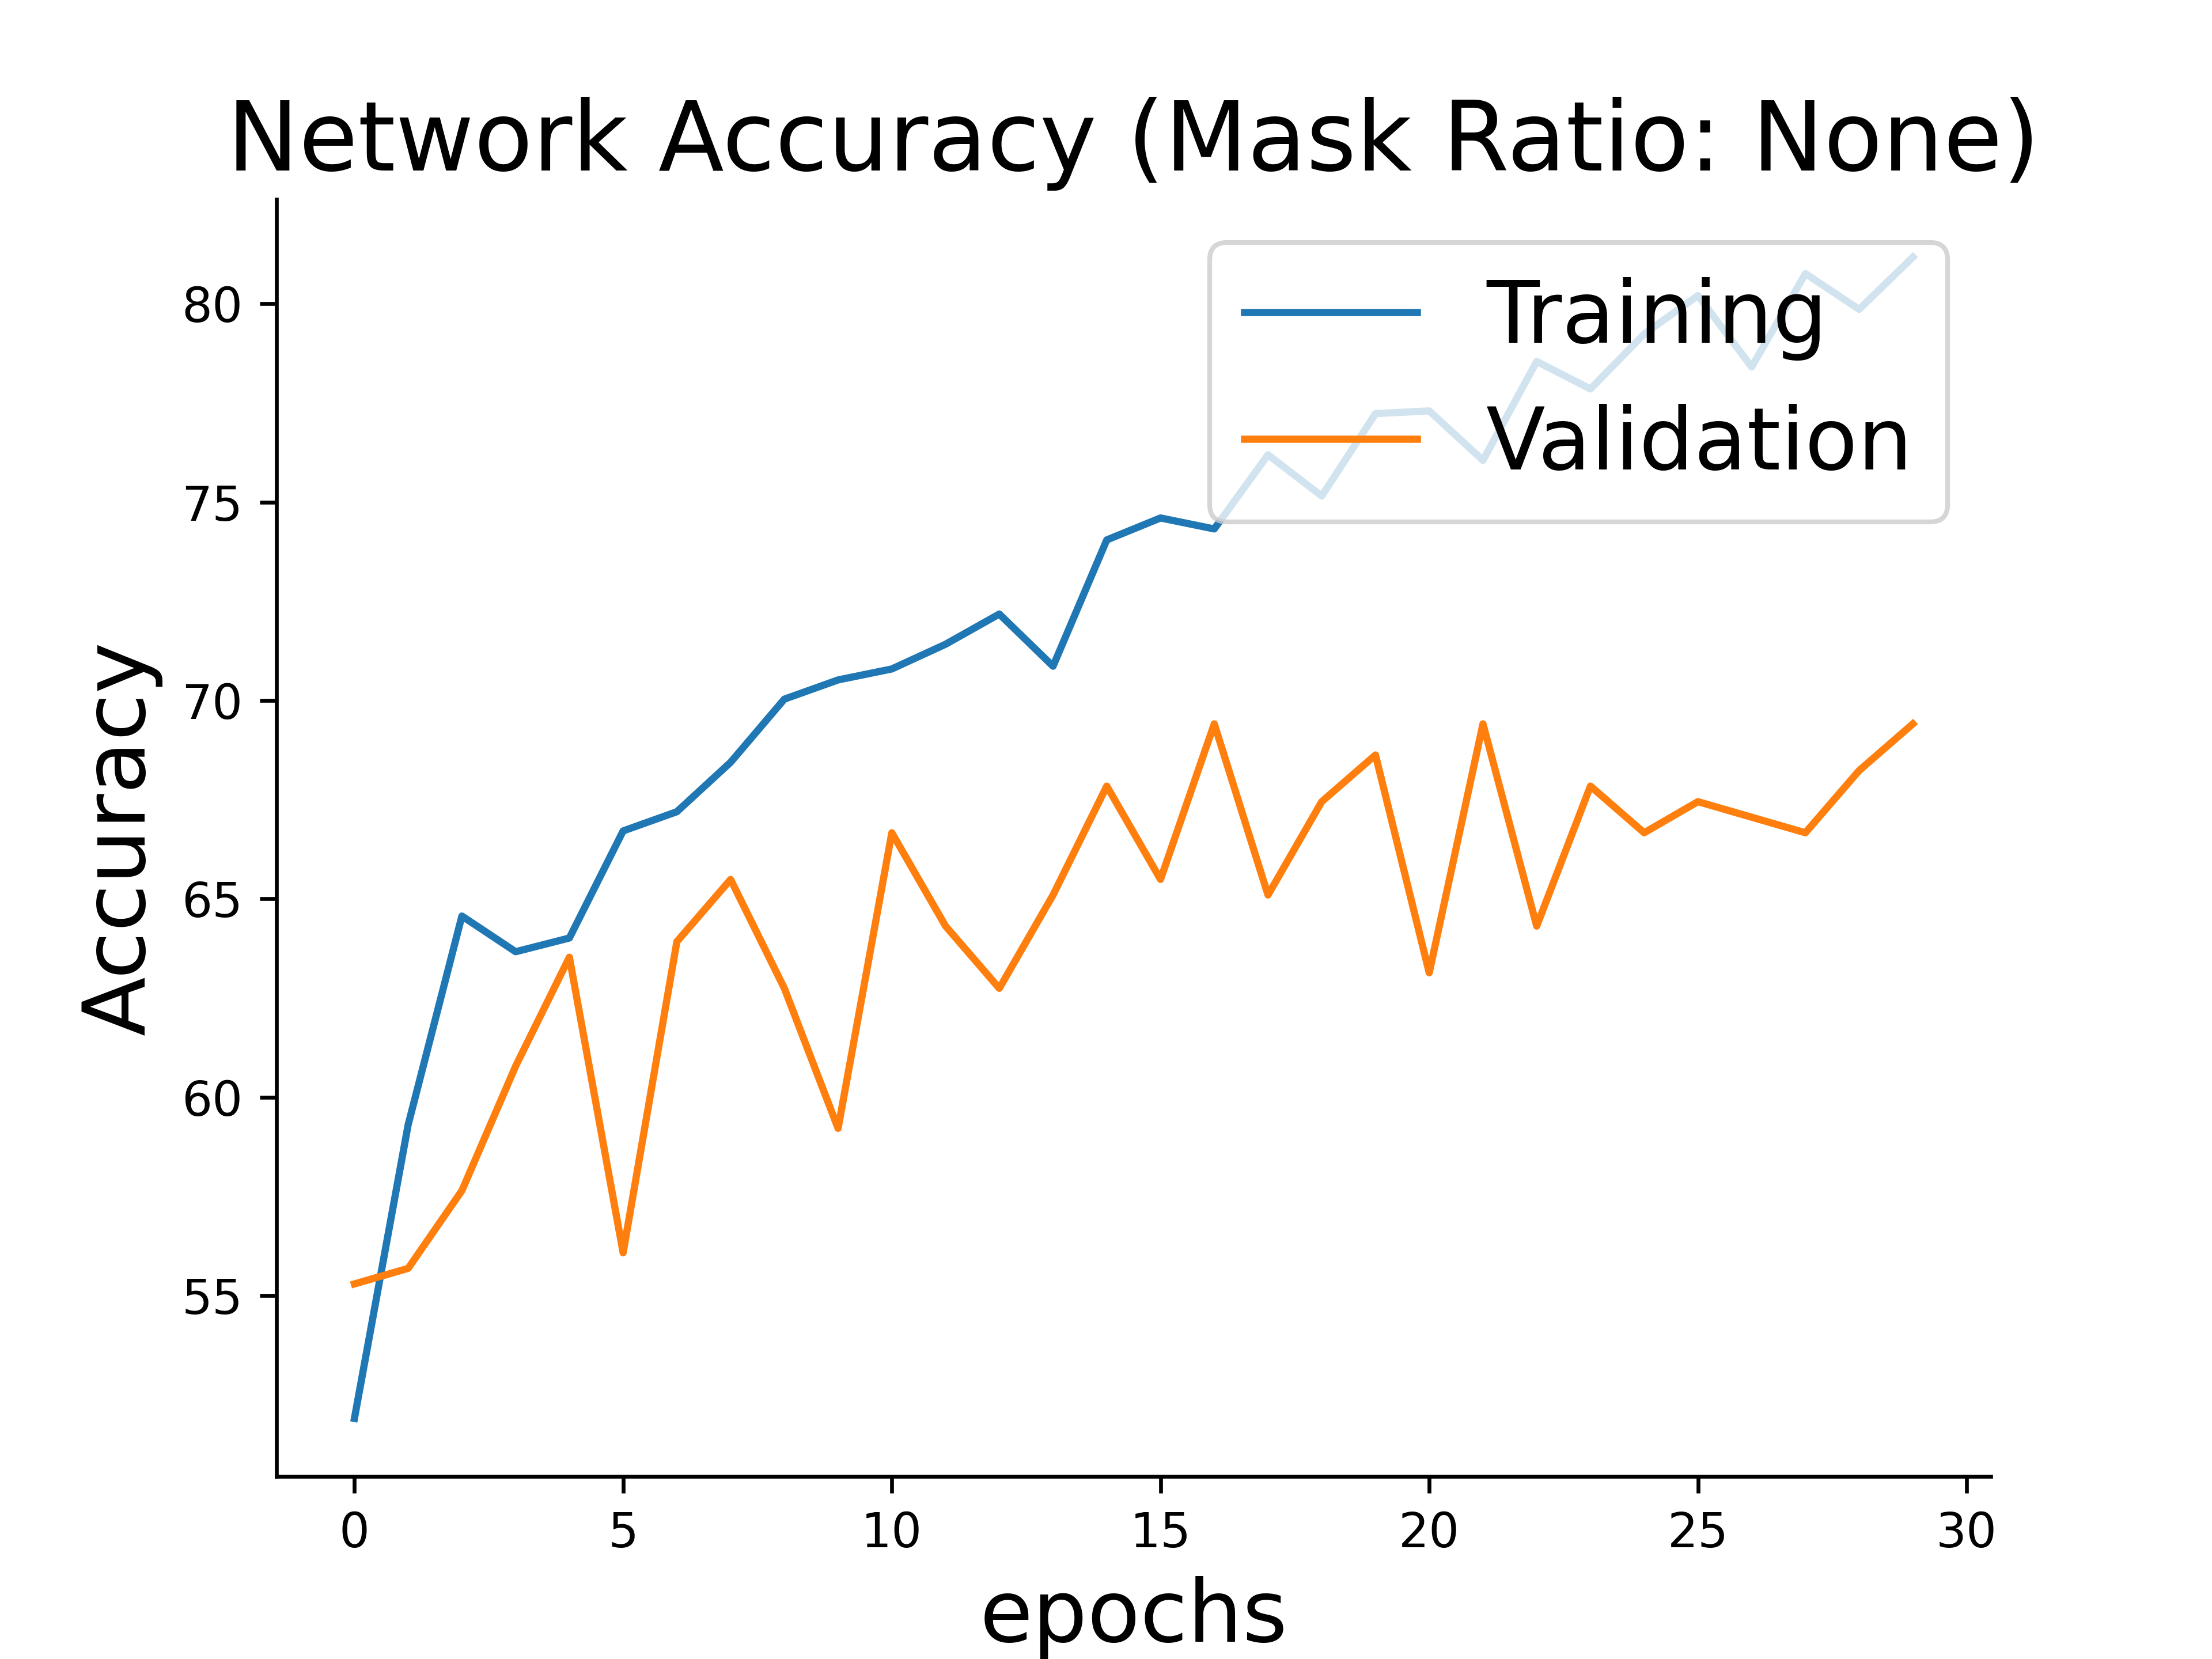 Network Accuracy (Mask Ratio: None)
Training
Validation
Accuracy
80
75
70
65
60
55
0 5 10 15 20 25 30
epochs